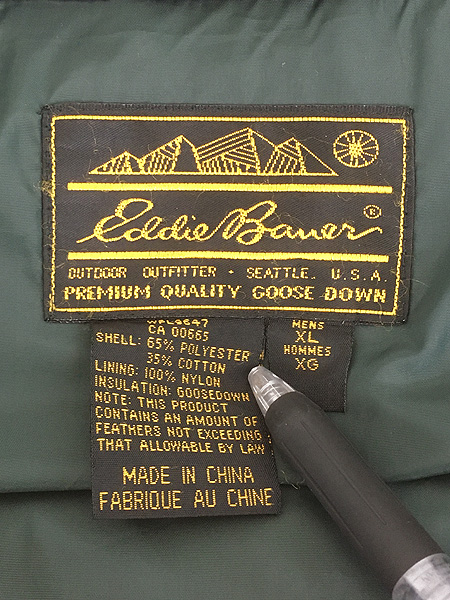 Eddie Bauer ®
OUTDOOR OUTFITTER · SEATTLE. U.S.A.
PREMIUM QUALITY GOOSE DOWN
CA 00665
SHELL: 65% POLYESTER
35% COTTON
LINING: 100% NYLON
INSULATION: GOOSEDOWN
NOTE: THIS PRODUCT
CONTAINS AN AMOUNT OF
FEATHERS NOT EXCEEDING
THAT ALLOWABLE BY LAW
MADE IN CHINA
FABRIQUE AU CHINE
MENS
XL
HOMMES
XG